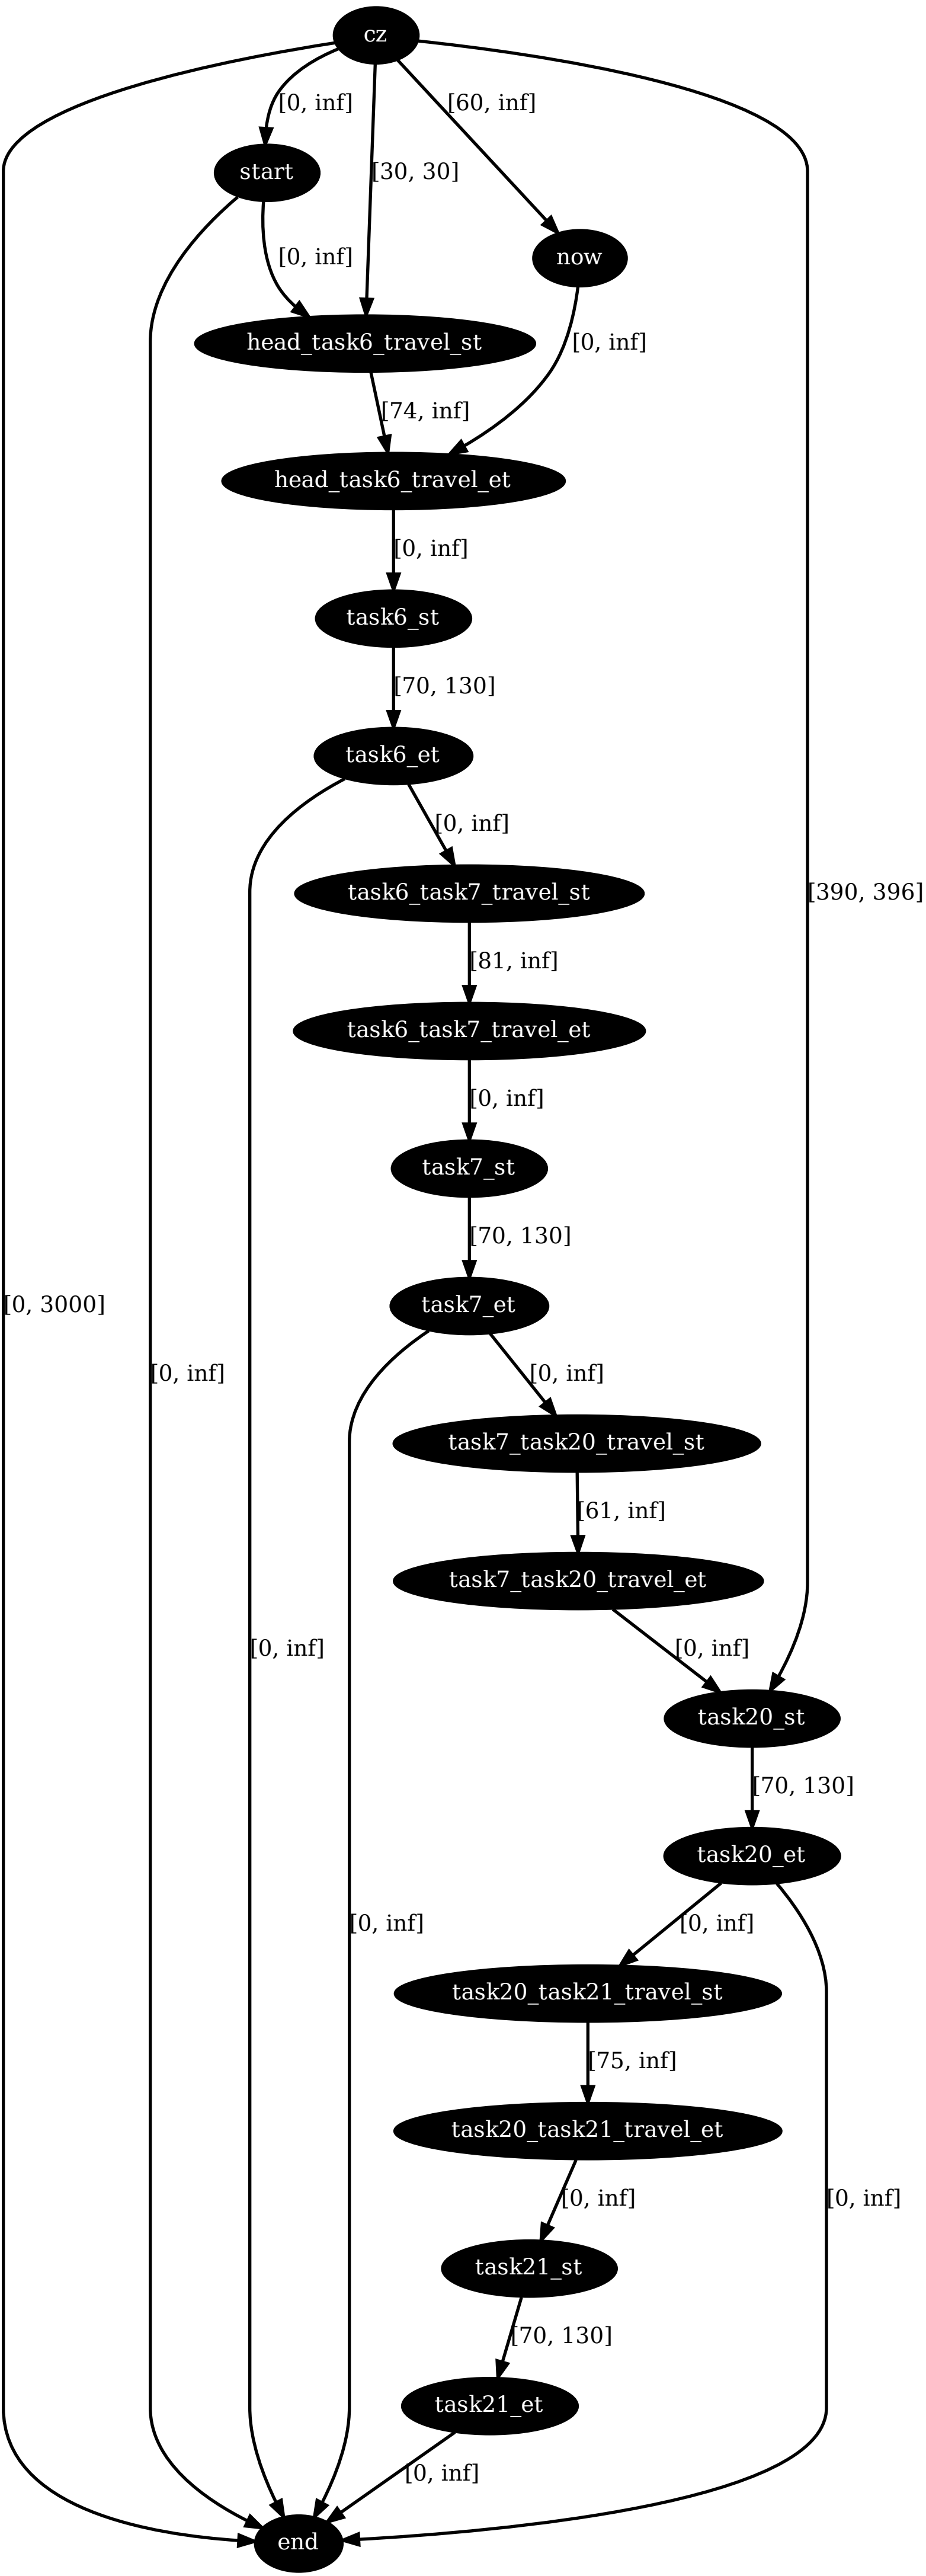 cz
[0, inf]
[60, inf]
start
[30, 30]
[0, inf]
now
head_task6_travel_st
[0, inf]
[74, inf]
head_task6_travel_et
[0, inf]
task6_st
[70, 130]
task6_et
[0, inf]
task6_task7_travel_st
[390, 396]
[81, inf]
task6_task7_travel_et
[0, inf]
task7_st
[70, 130]
[0, 3000]
task7_et
[0, inf]
[0, inf]
task7_task20_travel_st
[61, inf]
task7_task20_travel_et
[0, inf]
[0, inf]
task20_st
[70, 130]
task20_et
[0, inf]
[0, inf]
task20_task21_travel_st
[75, inf]
task20_task21_travel_et
[0, inf]
[0, inf]
task21_st
[70, 130]
task21_et
[0, inf]
end